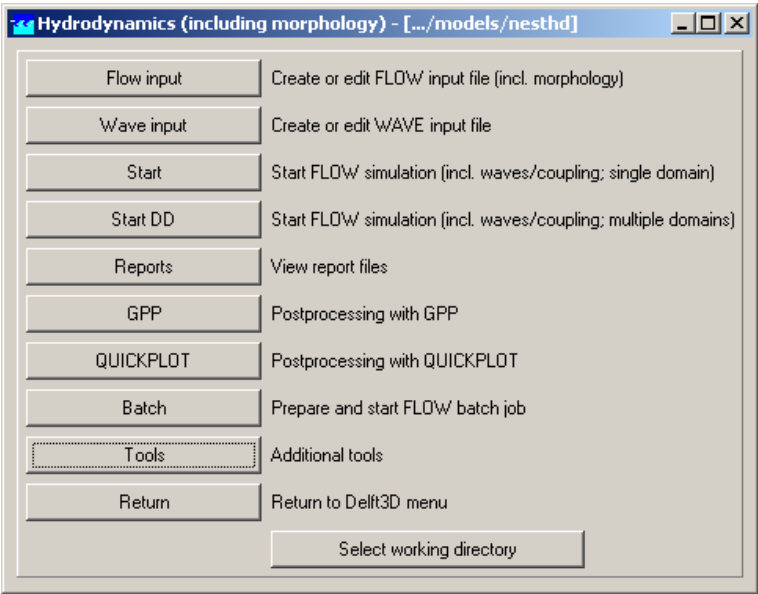 Hydrodynamics (including morphology) - [.../models/nesthd]
Flow input Create or edit FLOW input file (incl. morphology)
Wave input Create or edit WAVE input file
Start Start FLOW simulation (incl. waves/coupling; single domain)
Start DD Start FLOW simulation (incl. waves/coupling; multiple domains)
Reports View report files
GPP Postprocessing with GPP
QUICKPLOT Postprocessing with QUICKPLOT
Batch Prepare and start FLOW batch job
Tools Additional tools
Return Return to Delft3D menu
Select working directory